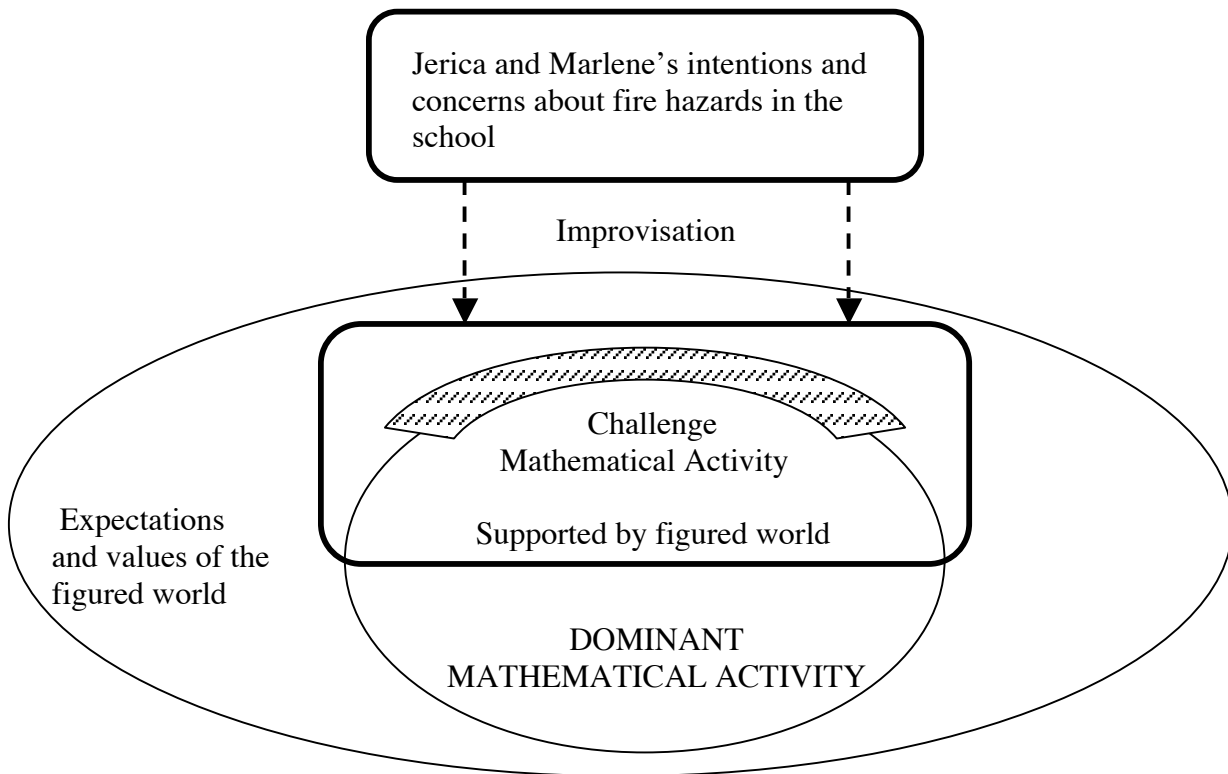 Jerica and Marlene’s intentions and
concerns about fire hazards in the
school
Improvisation
Challenge
Mathematical Activity
Supported by figured world
Expectations
and values of the
figured world
DOMINANT
MATHEMATICAL ACTIVITY